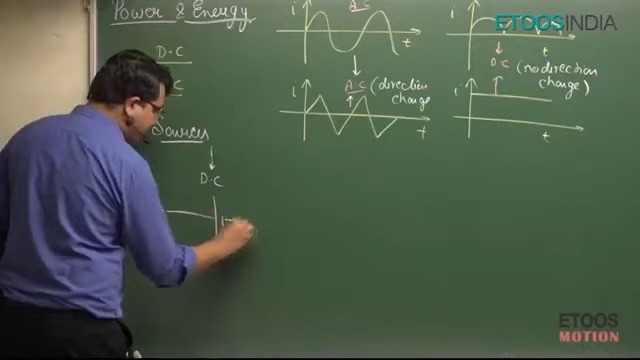 Power & Energy
D.C
C
Sources
D.C
i
A.C
t
i
A.C (direction
change)
t
i
t
D.C (no direction
change)
i
t
ETOOSINDIA
ETOOS
MOTION